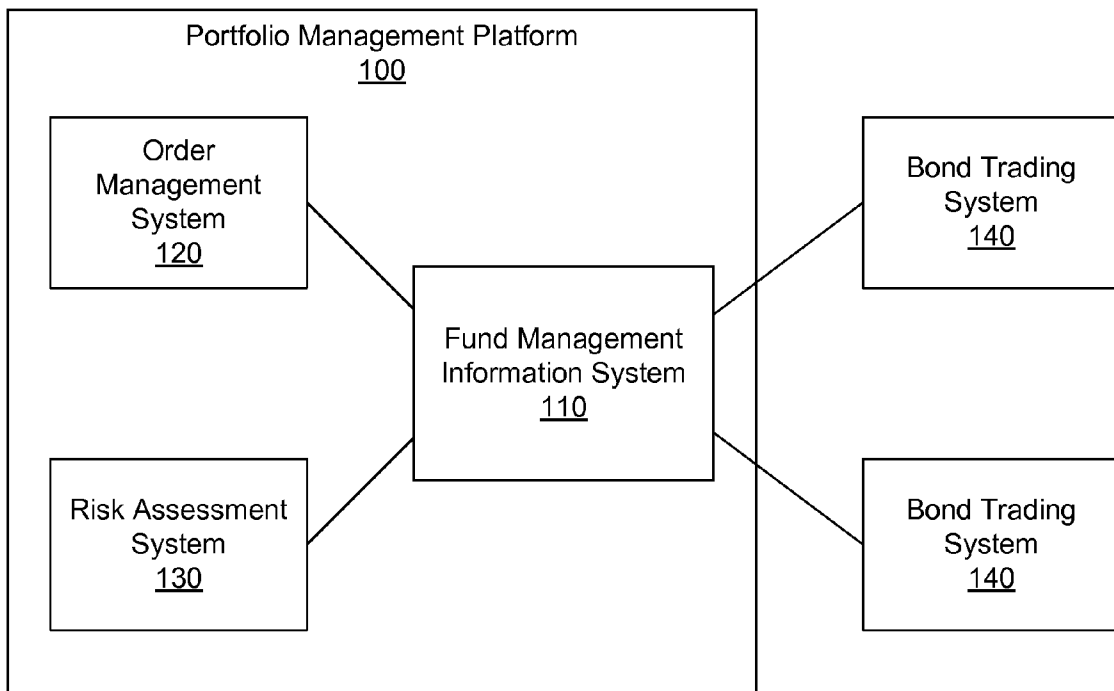 Portfolio Management Platform
100
Order
Management
System
120
Bond Trading
System
140
Fund Management
Information System
110
Risk Assessment
System
130
Bond Trading
System
140